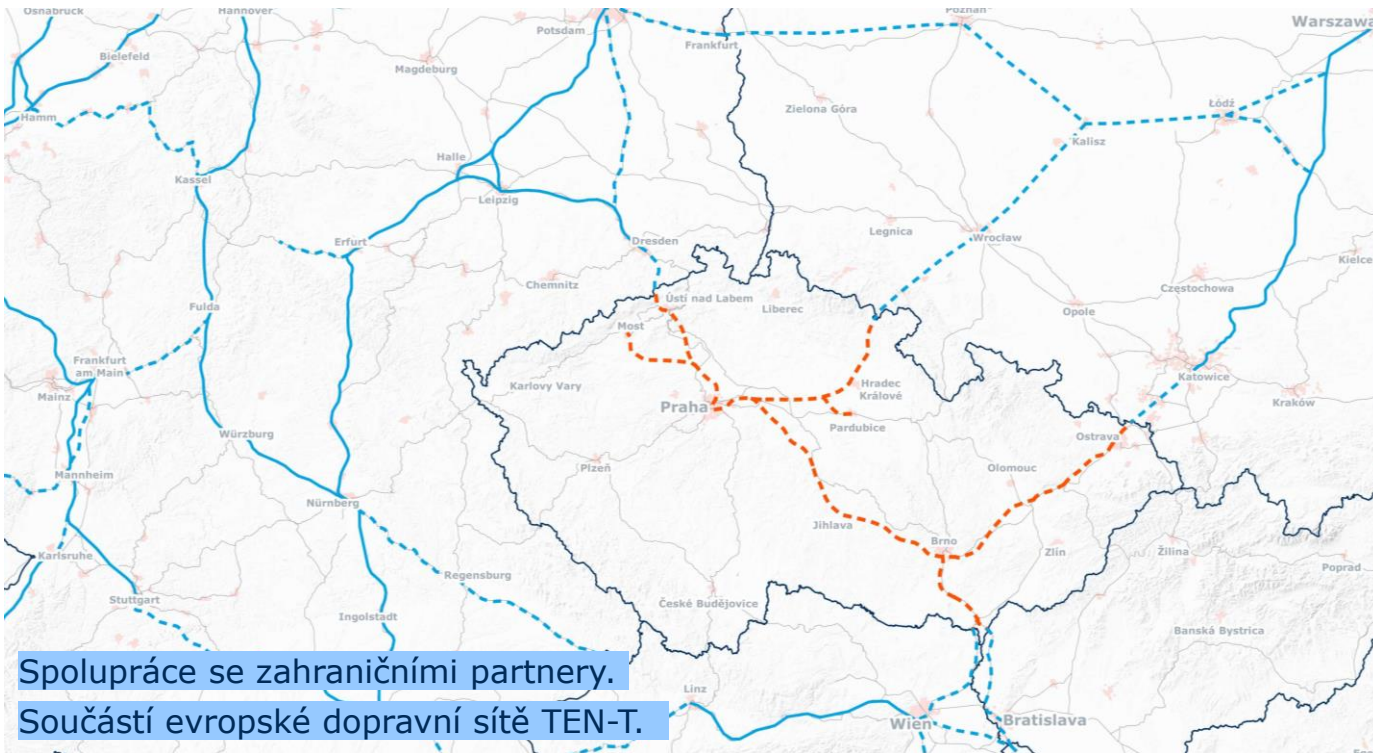 Osnabrück
Hannover
Poznań
Potsdam
Warszawa
Frankfurt
Bielefeld
Magdeburg
Zielona Góra
Łódź
Hamm
Kalisz
Halle
Kassel
Leipzig
Legnica
Wrocław
Erfurt
Dresden
Kielce
Chemnitz
Częstochowa
Fulda
Ústí nad Labem
Liberec
Opole
Most
Frankfurt
am Main
Karlovy Vary
Hradec
Králové
Katowice
Mainz
Praha
Kraków
Pardubice
Würzburg
Ostrava
Plzeň
Olomouc
Mannheim
Nürnberg
Jihlava
Brno
Karlsruhe
Zlín
Žilina
Poprad
Regensburg
Stuttgart
České Budějovice
Ingolstadt
Banská Bystrica
Spolupráce se zahraničními partnery.
Linz
Součástí evropské dopravní sítě TEN-T.
Wien
Bratislava